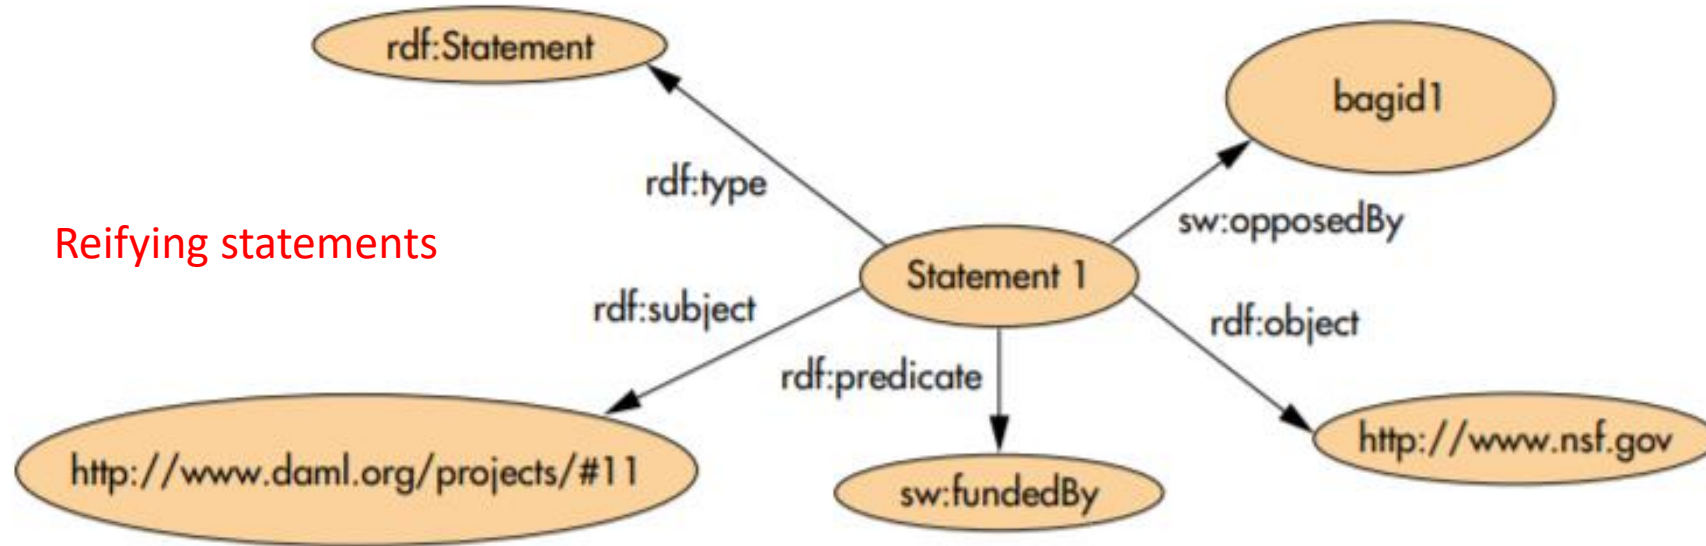 rdf:Statement
bagid1
rdf:type
sw:opposedBy
Reifying statements
Statement 1
rdf:subject
rdf:object
rdf:predicate
http://www.daml.org/projects/#11
http://www.nsf.gov
sw:fundedBy